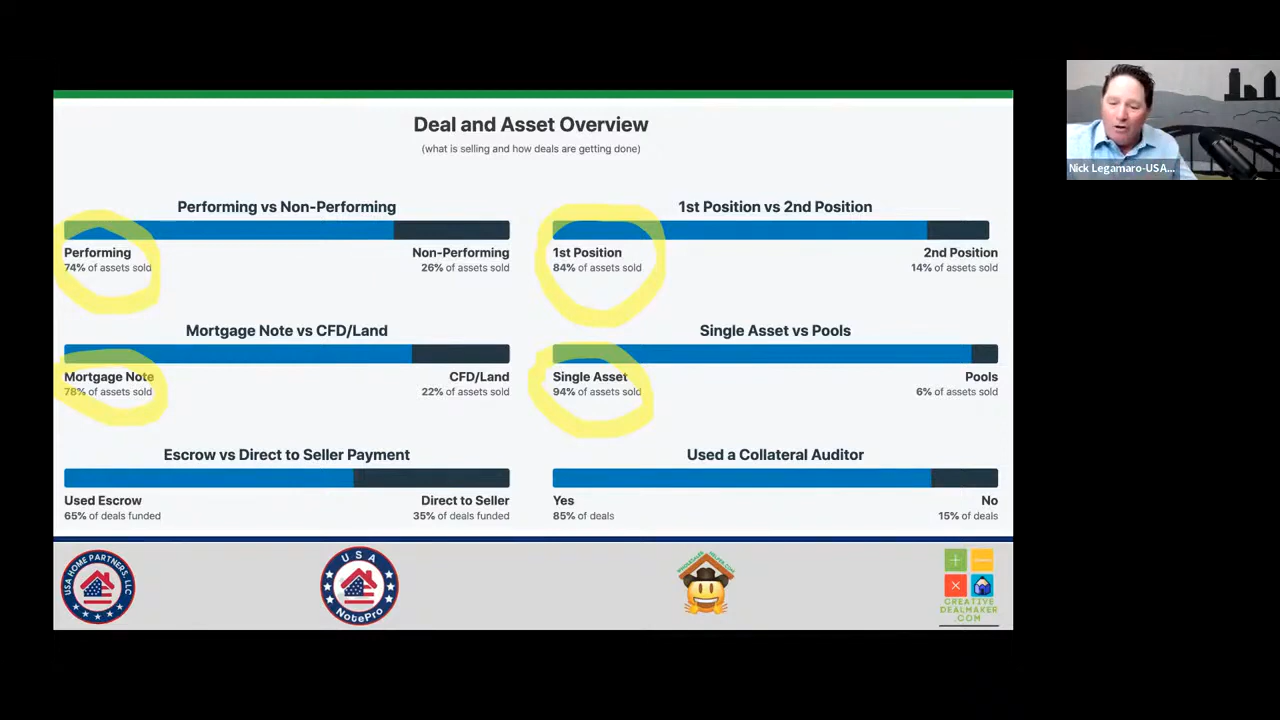 Deal and Asset Overview
(what is selling and how deals are getting done)
Performing vs Non-Performing
Performing
74% of assets sold
Non-Performing
26% of assets sold
1st Position vs 2nd Position
1st Position
84% of assets sold
2nd Position
14% of assets sold
Mortgage Note vs CFD/Land
Mortgage Note
78% of assets sold
CFD/Land
22% of assets sold
Single Asset vs Pools
Single Asset
94% of assets sold
Pools
6% of assets sold
Escrow vs Direct to Seller Payment
Used Escrow
65% of deals funded
Direct to Seller
35% of deals funded
Used a Collateral Auditor
Yes
85% of deals
No
15% of deals
USA HOME PARTNERS, LLC
USA
NotePro
CREATIVE
DEALMAKER
.COM
Nick Legamaro-USA...